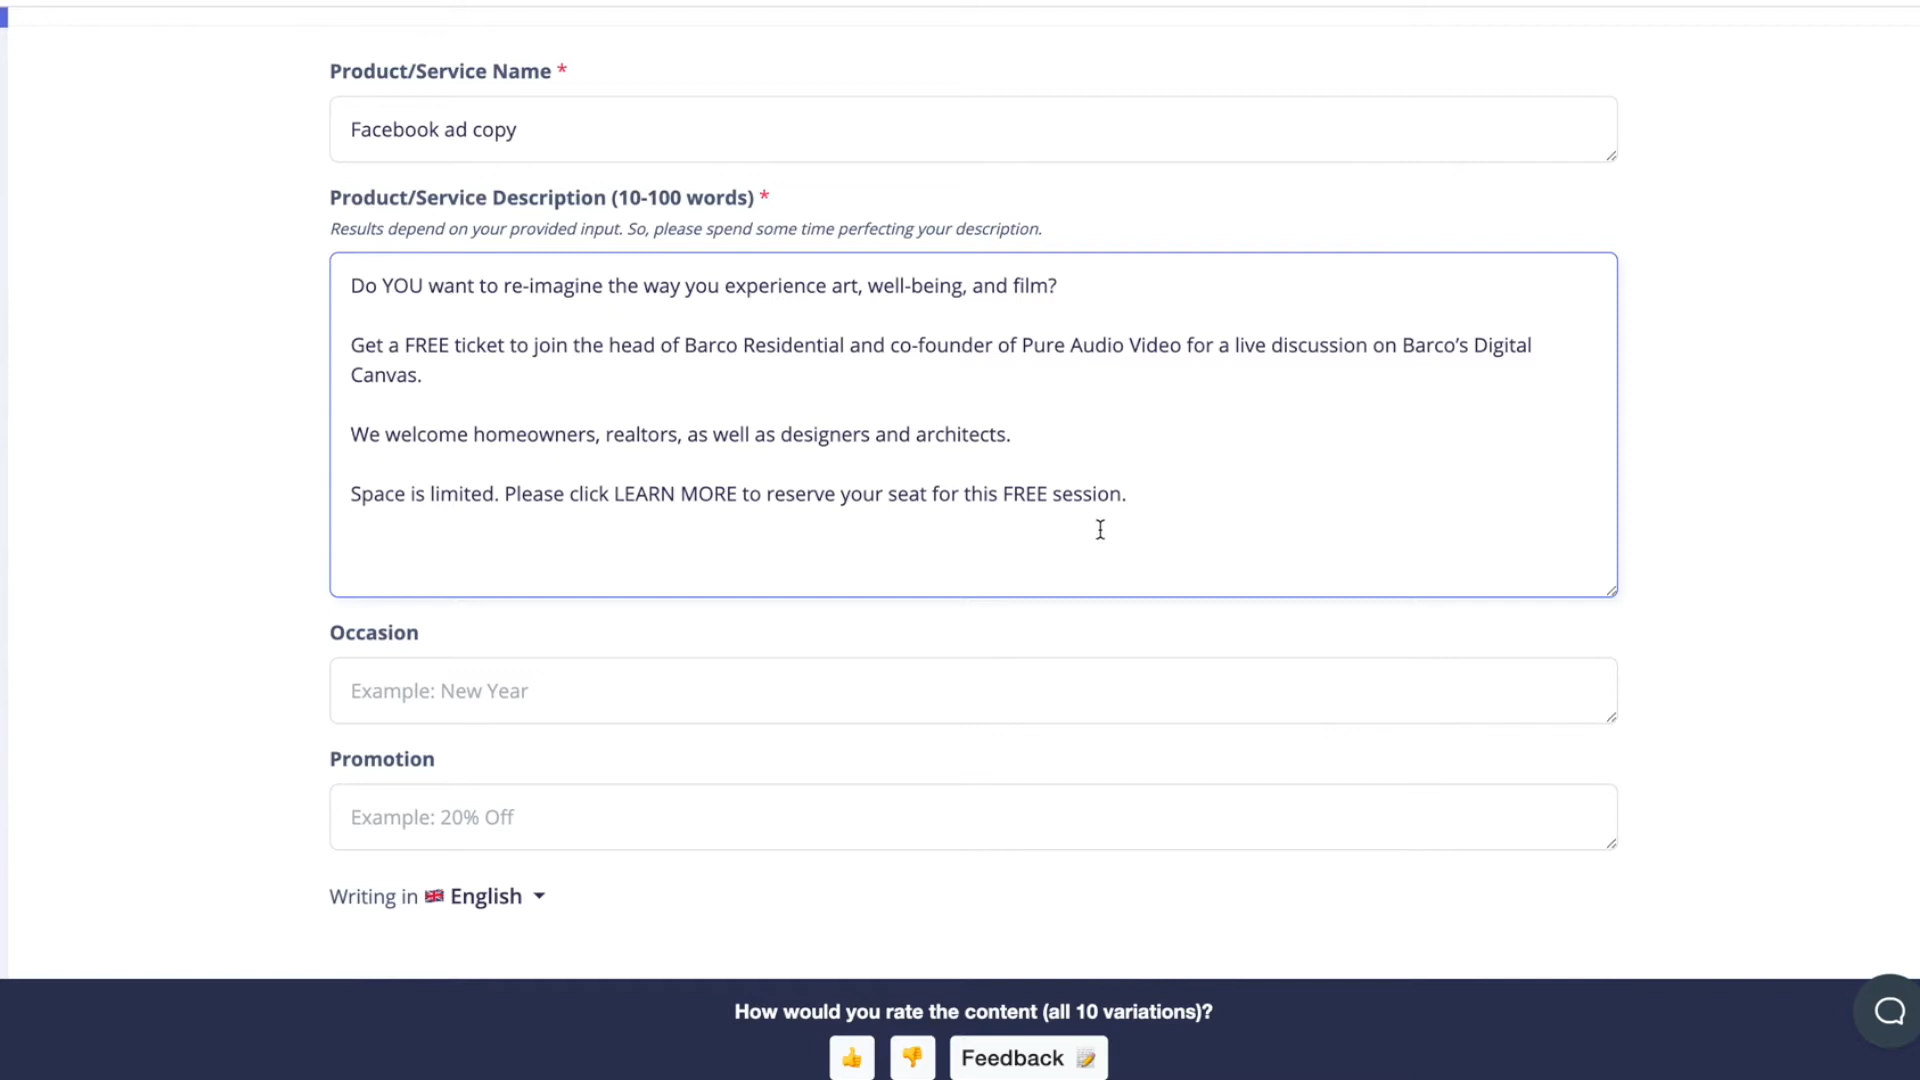 Product/Service Name *
Facebook ad copy
Product/Service Description (10-100 words) *
Results depend on your provided input. So, please spend some time perfecting your description.
Do YOU want to re-imagine the way you experience art, well-being, and film?
Get a FREE ticket to join the head of Barco Residential and co-founder of Pure Audio Video for a live discussion on Barco’s Digital
Canvas.
We welcome homeowners, realtors, as well as designers and architects.
Space is limited. Please click LEARN MORE to reserve your seat for this FREE session.
Occasion
Example: New Year
Promotion
Example: 20% Off
Writing in English
How would you rate the content (all 10 variations)?
Feedback